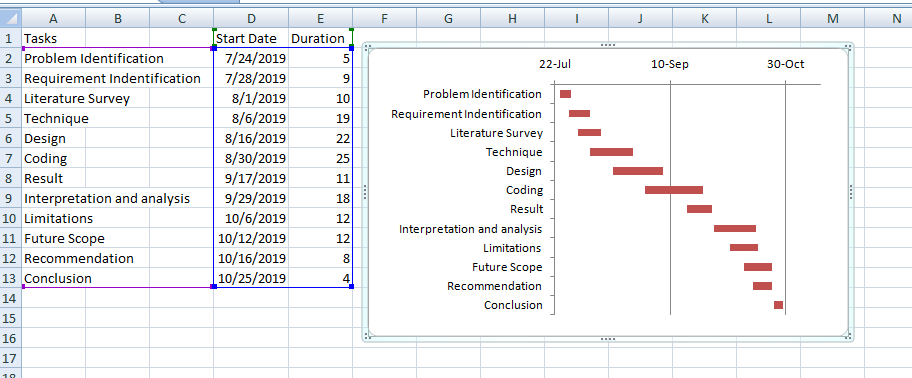 A B C D E F G H I J K L M N
1 Tasks Start Date Duration
2 Problem Identification 7/24/2019 5
3 Requirement Indentification 7/28/2019 9
4 Literature Survey 8/1/2019 10
5 Technique 8/6/2019 19
6 Design 8/16/2019 22
7 Coding 8/30/2019 25
8 Result 9/17/2019 11
9 Interpretation and analysis 9/29/2019 18
10 Limitations 10/6/2019 12
11 Future Scope 10/12/2019 12
12 Recommendation 10/16/2019 8
13 Conclusion 10/25/2019 4
14
15
16
17
18
22-Jul 10-Sep 30-Oct
Problem Identification
Requirement Indentification
Literature Survey
Technique
Design
Coding
Result
Interpretation and analysis
Limitations
Future Scope
Recommendation
Conclusion